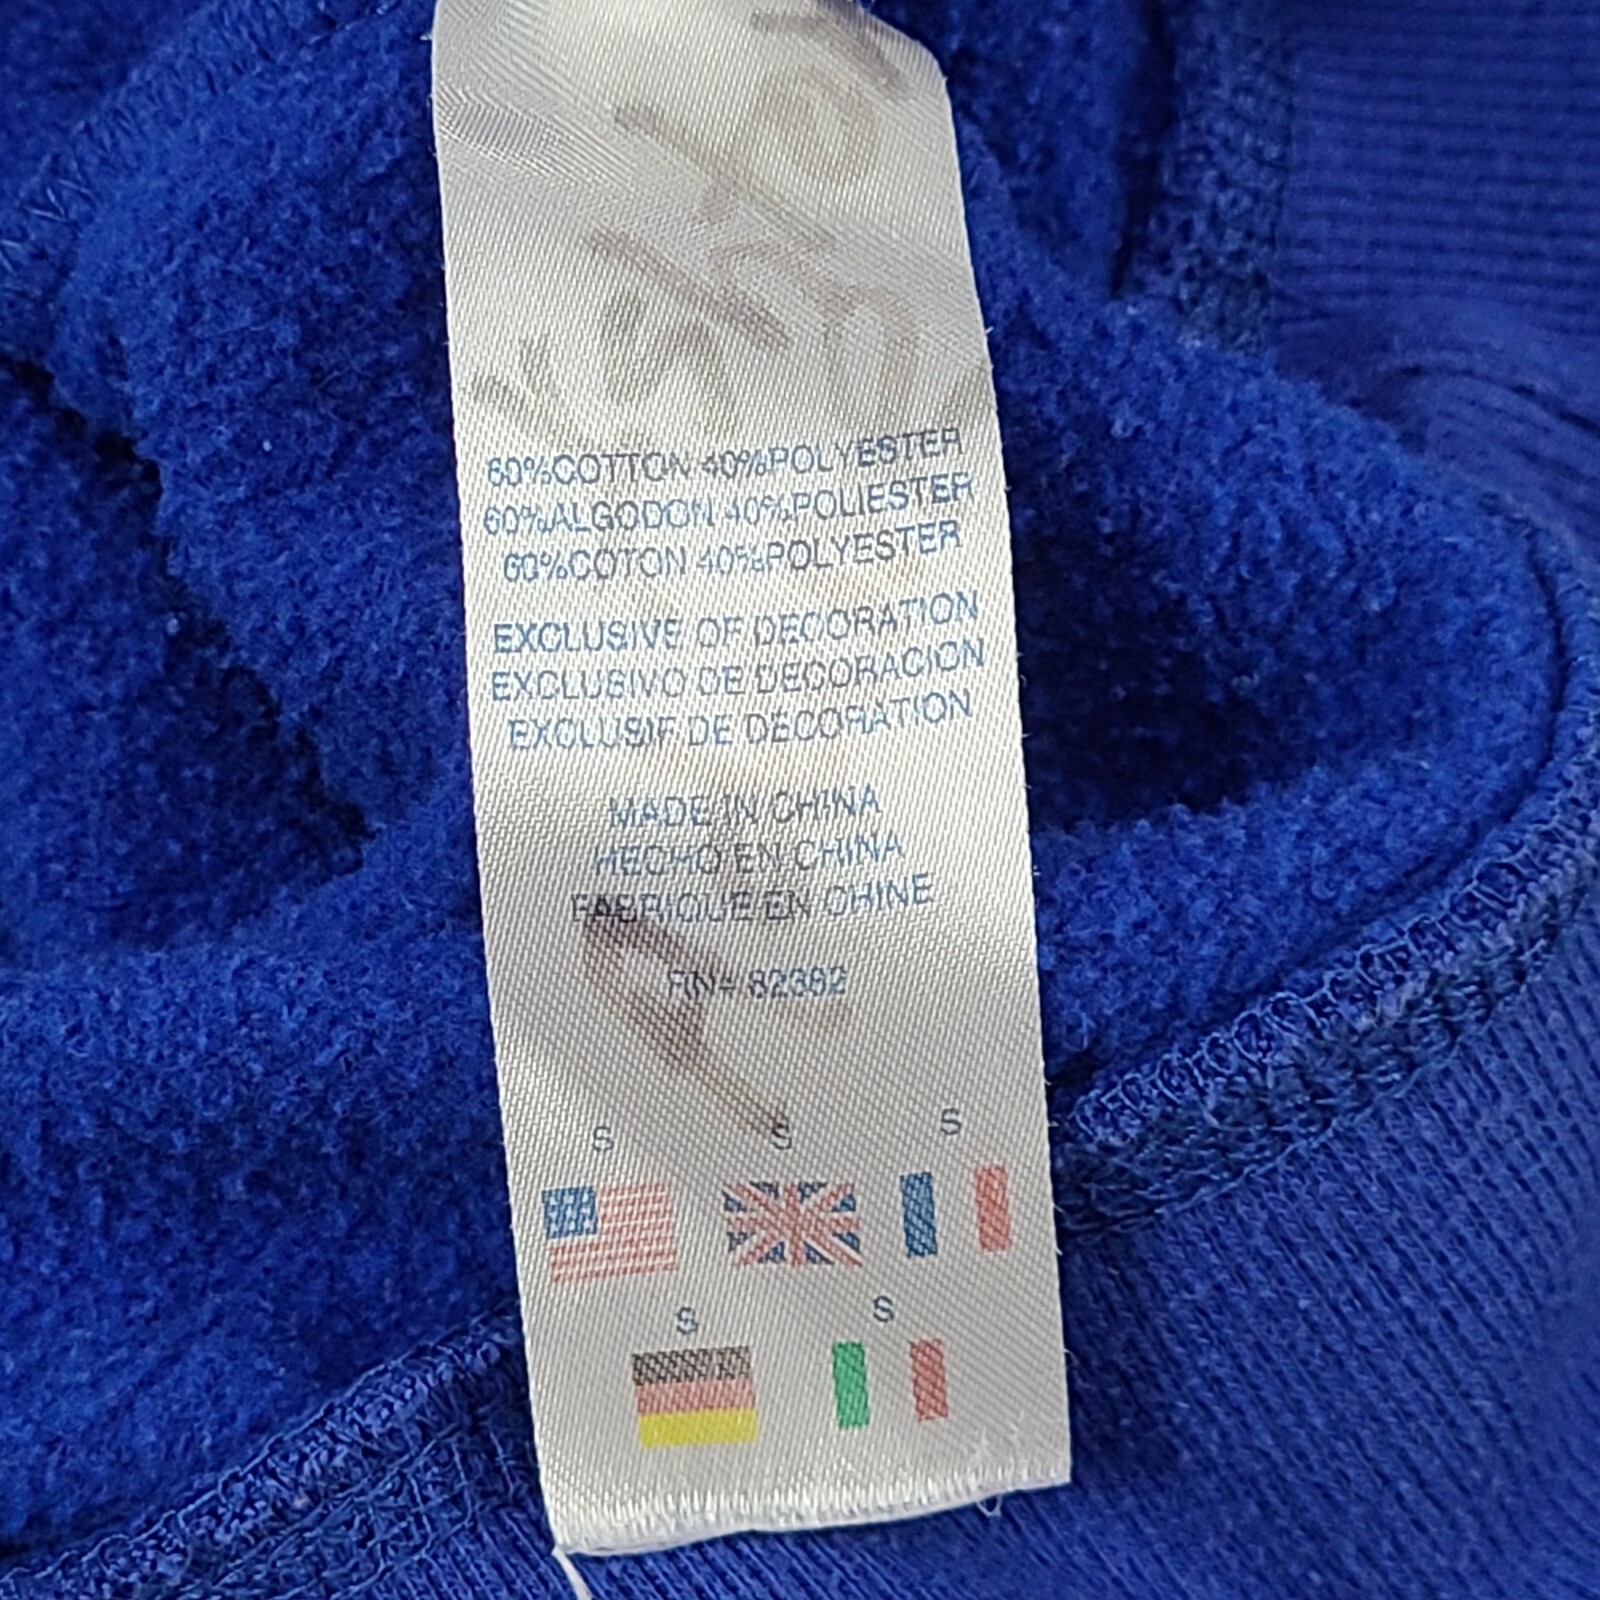 60%COTTON 40%POLYESTER
60%ALGODON 40%POLIESTER
60%COTON 40%POLYESTER
EXCLUSIVE OF DECORATION
EXCLUSIVO DE DECORACION
EXCLUSIF DE DECORATION
MADE IN CHINA
HECHO EN CHINA
FABRIQUE EN CHINE
RN# 82382
S S S
S S